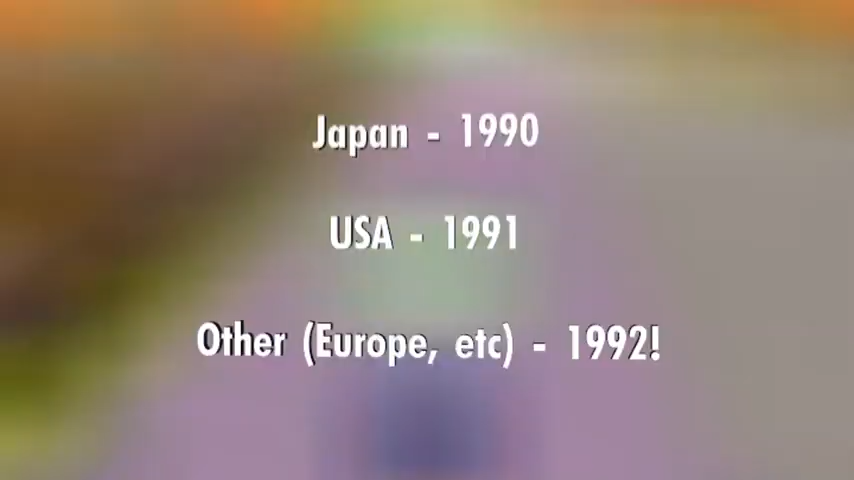 Japan - 1990
USA - 1991
Other (Europe, etc) - 1992!